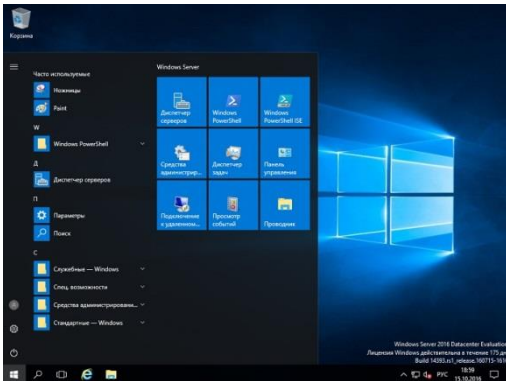 Корзина
Часто используемые
Ножницы
Paint
W
Windows PowerShell
Д
Диспетчер серверов
П
Параметры
Поиск
С
Служебные — Windows
Спец. возможности
Средства администрировани...
Стандартные — Windows
Windows Server
Диспетчер серверов
Windows PowerShell
Windows PowerShell ISE
Средства администрир...
Диспетчер задач
Панель управления
Подключение к удаленном...
Просмотр событий
Проводник
Windows Server 2016 Datacenter Evaluation
Лицензия Windows действительна в течение 175 дн
Build 14393.rs1_release.160715-161
РУС
18:59
15.10.2016